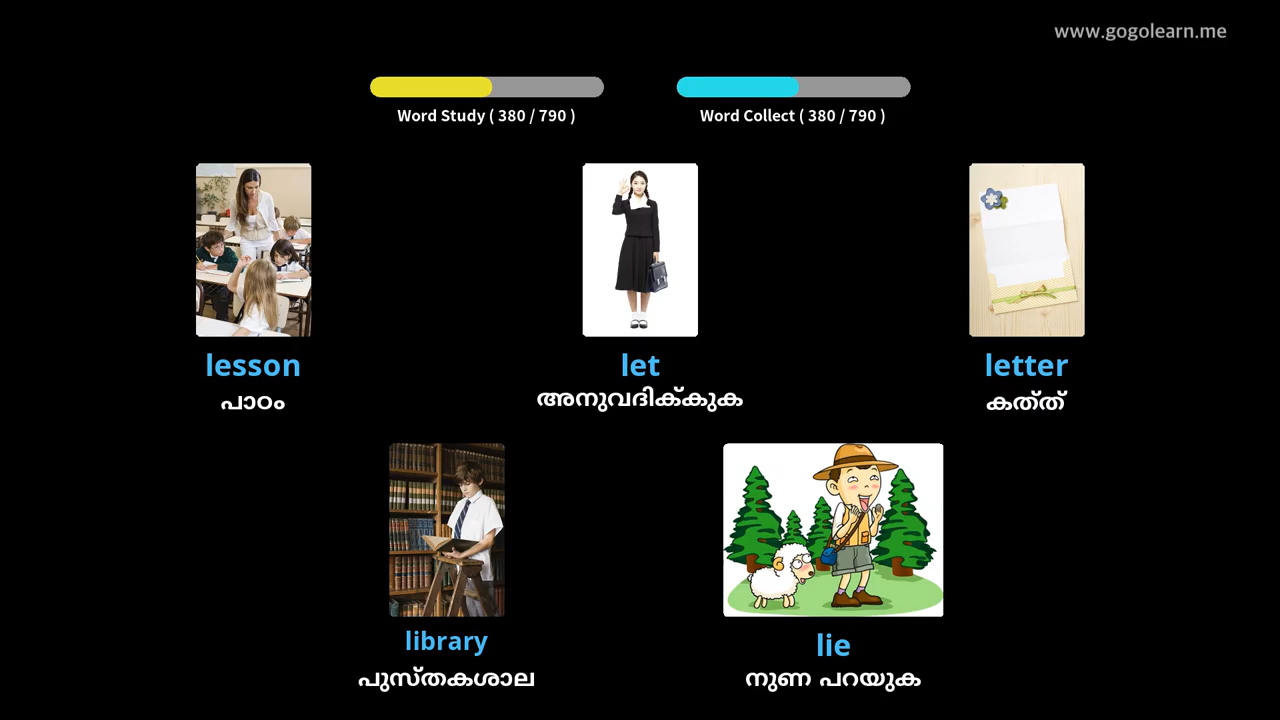 www.gogolearn.me
Word Study ( 380 / 790 )
Word Collect ( 380 / 790 )
lesson
പാഠം
let
അനുവദിക്കുക
letter
കത്ത്
library
പുസ്തകശാല
lie
നുണ പറയുക